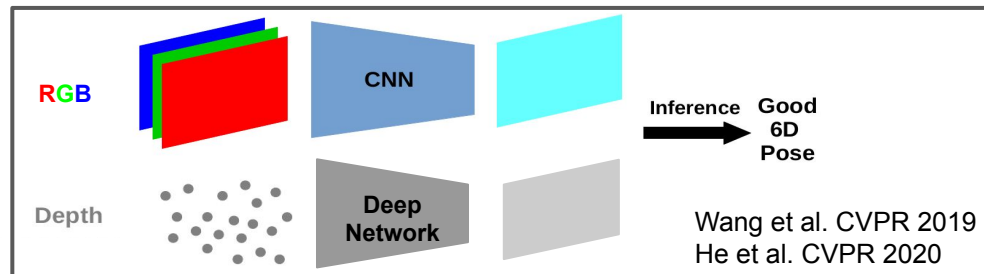 RGB
CNN
Inference
Good
6D
Pose
Depth
Deep
Network
Wang et al. CVPR 2019
He et al. CVPR 2020